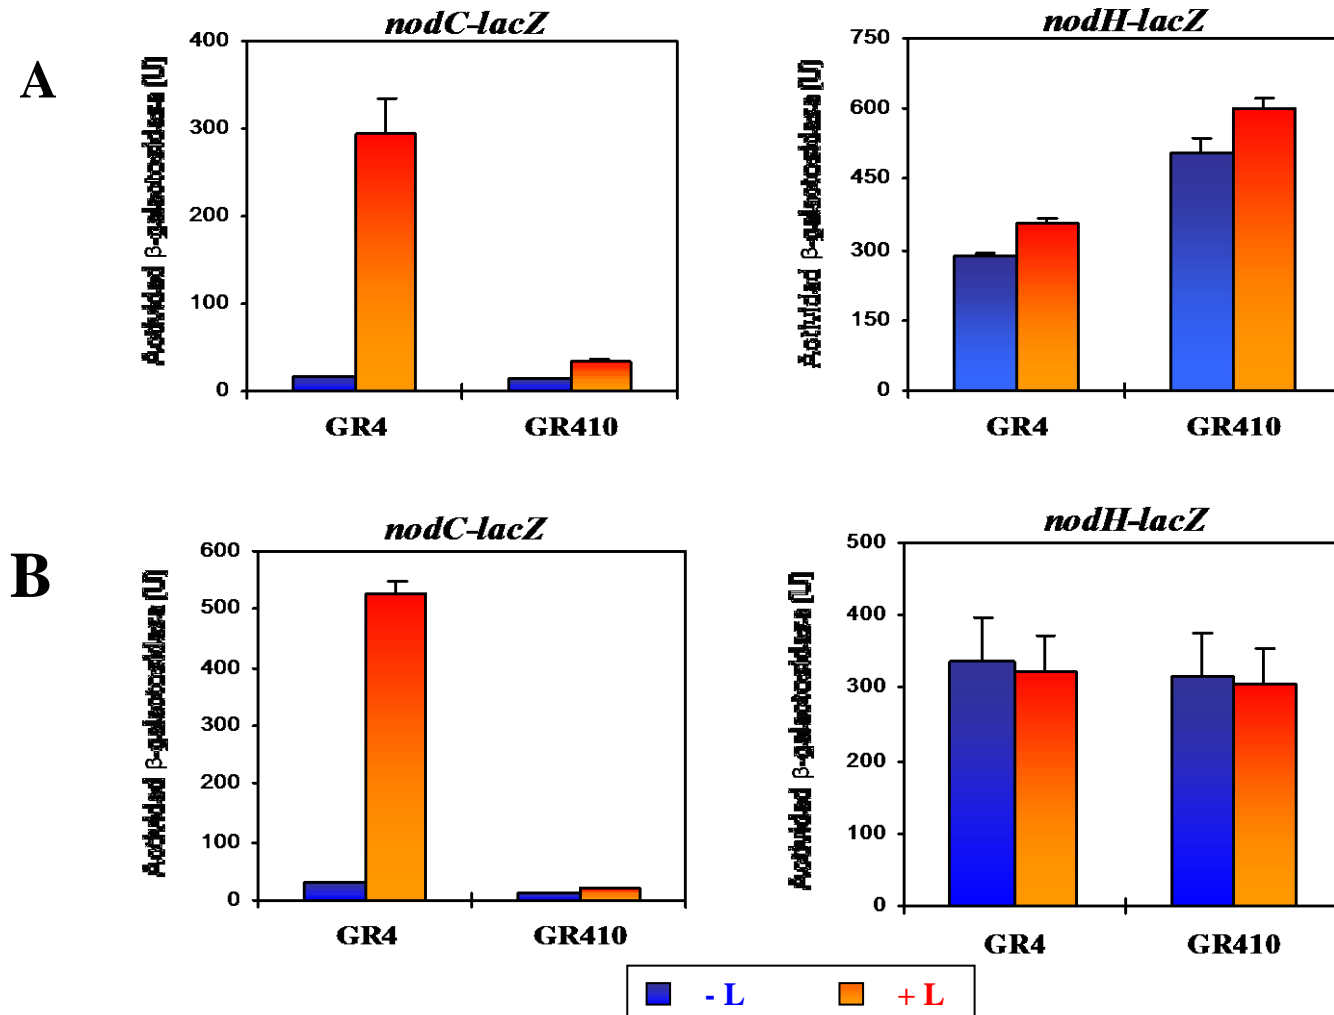 A
nodC-lacZ
Actividad β-galactosidasa [U]
400
300
200
100
0
GR4 GR410
nodH-lacZ
Actividad β-galactosidasa [U]
750
600
450
300
150
0
GR4 GR410
B
nodC-lacZ
Actividad β-galactosidasa [U]
600
500
400
300
200
100
0
GR4 GR410
nodH-lacZ
Actividad β-galactosidasa [U]
500
400
300
200
100
0
GR4 GR410
- L + L